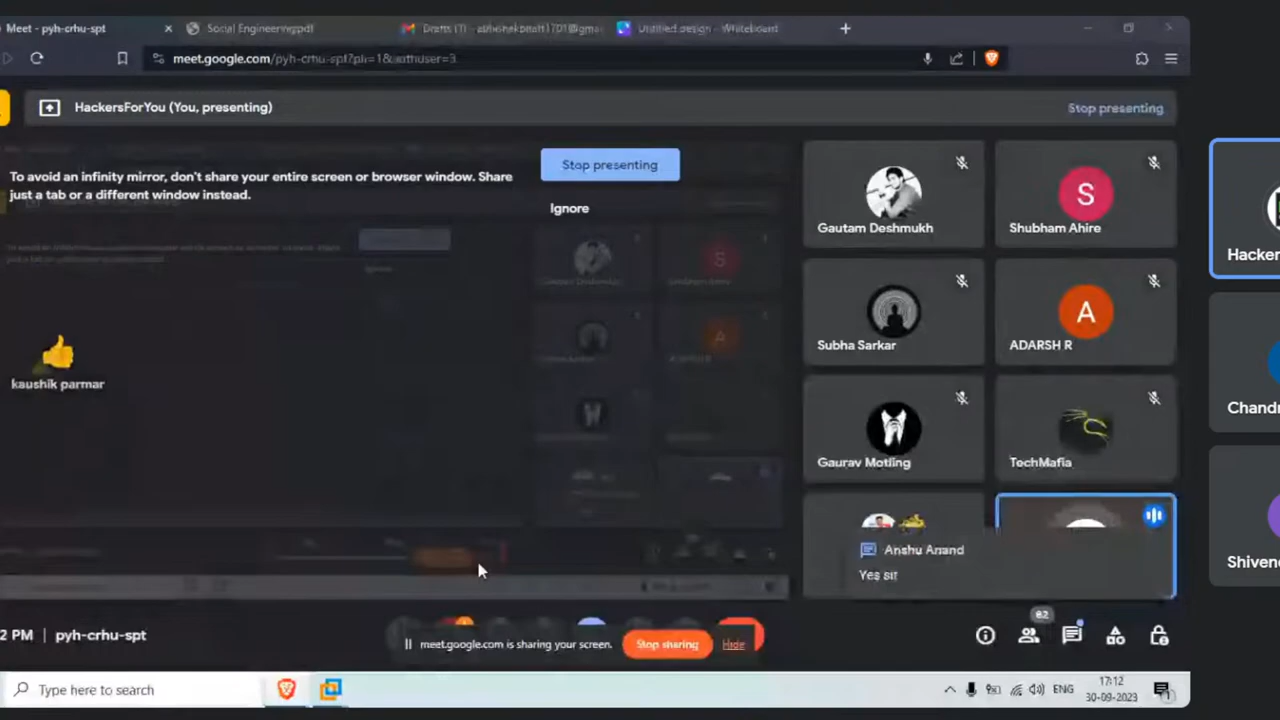 Meet - pyh-crhu-spt
Social Engineering.pdf
Drafts (1) -
Untitled design - Whiteboard
meet.google.com/pyh-crhu-spt?pli=1&authuser=3
HackersForYou (You, presenting)
Stop presenting
To avoid an infinity mirror, don't share your entire screen or browser window. Share
just a tab or a different window instead.
Stop presenting
Ignore
kaushik parmar
Gautam Deshmukh
S
Shubham Ahire
Subha Sarkar
A
ADARSH R
Gaurav Motling
TechMafia
Anshu Anand
Yes sir
Hacker
Chand
Shiven
2 PM | pyh-crhu-spt
meet.google.com is sharing your screen.
Stop sharing
Hide
62
Type here to search
ENG
17:12
30-09-2023
1